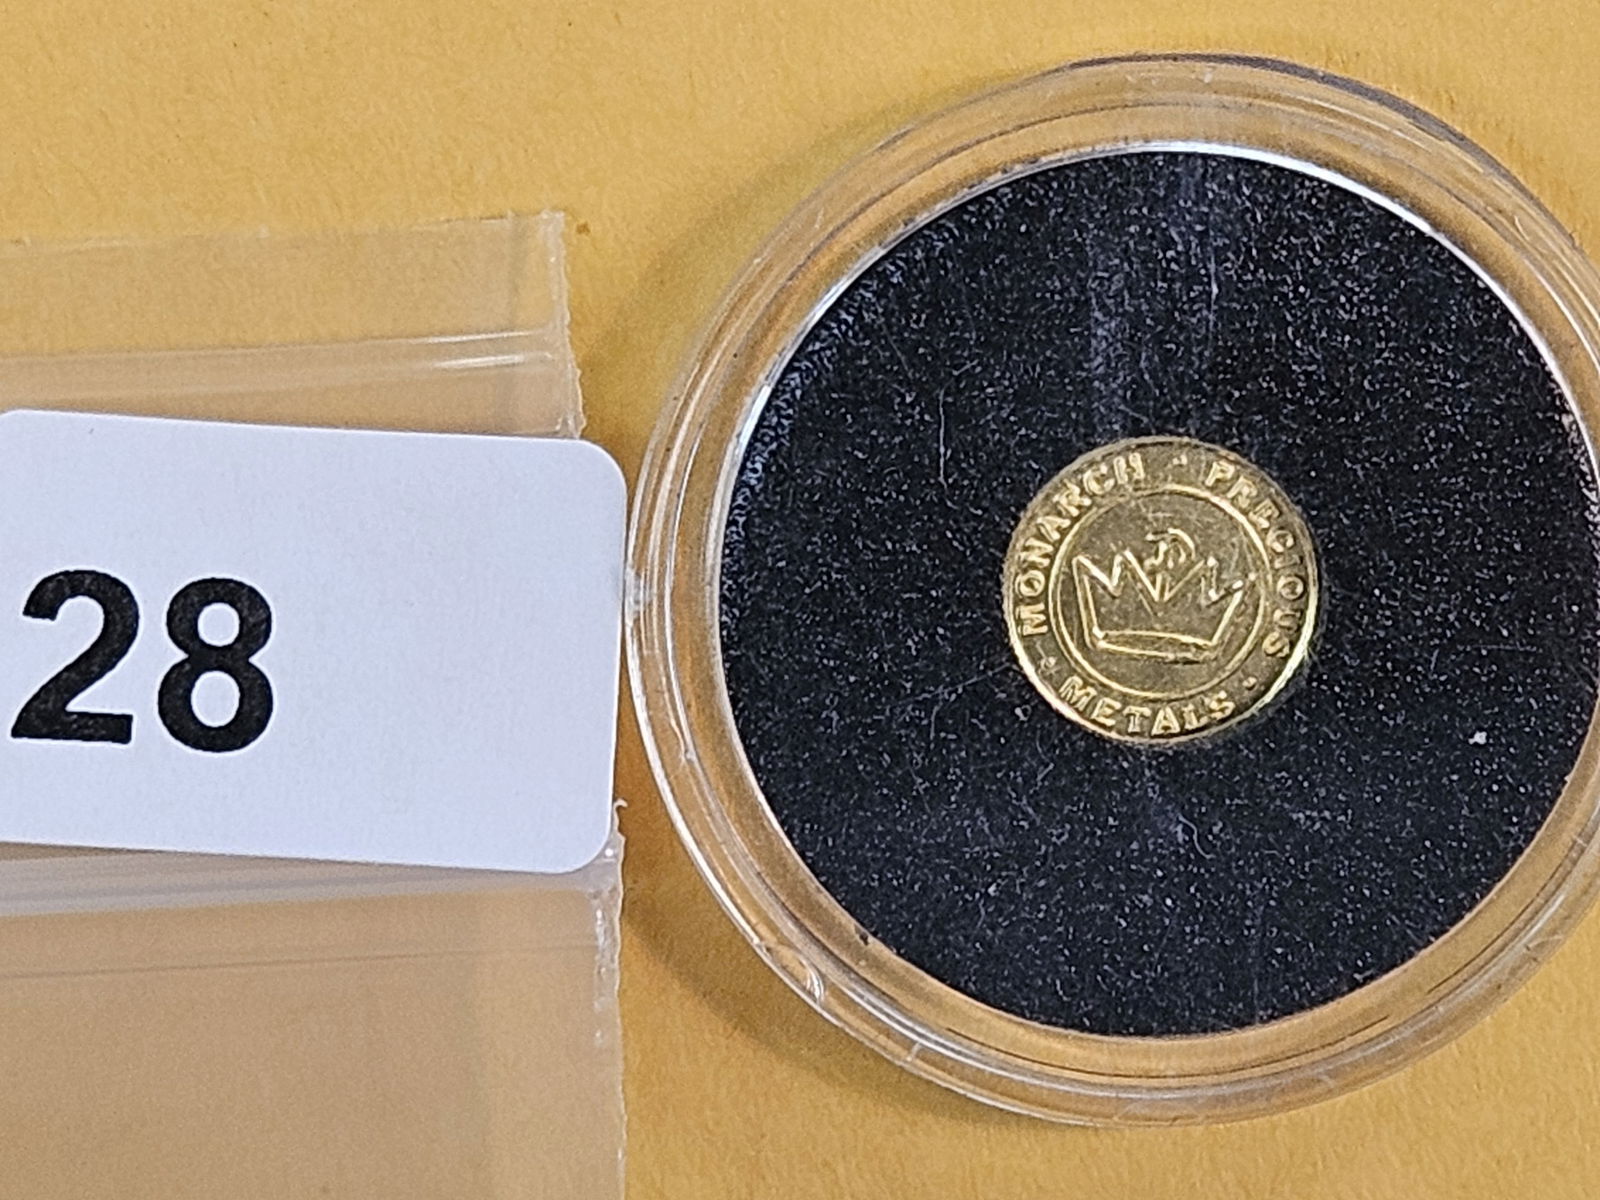 28
MONARCH · PRECIOUS
· METALS ·